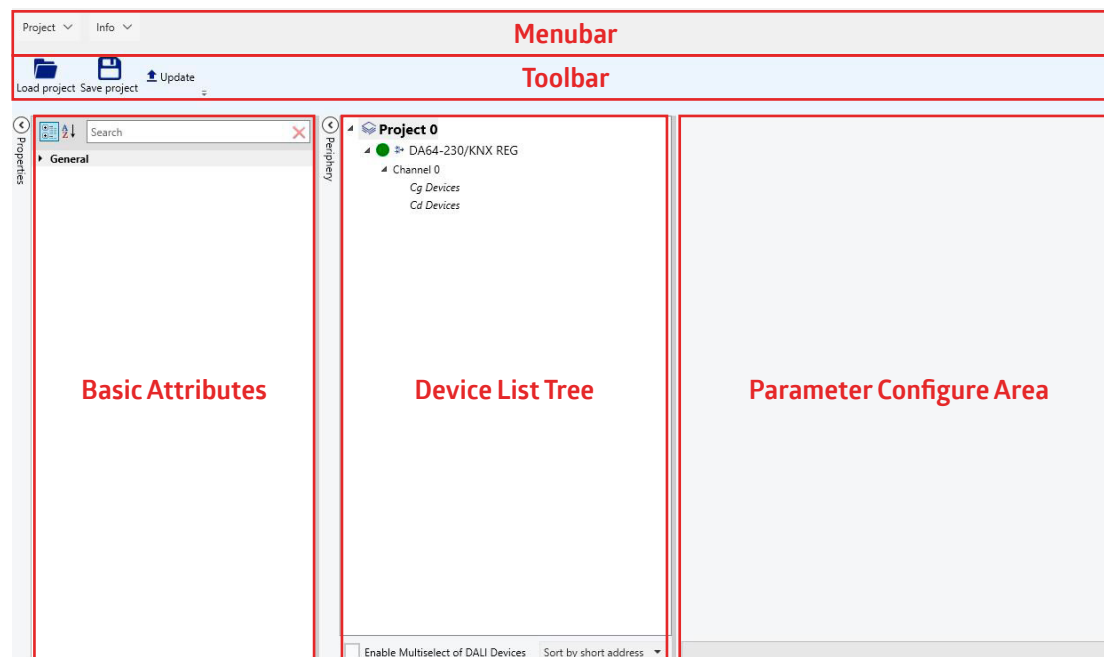 Project Info
Menubar
Load project Save project Update
Toolbar
Properties
Search
General
Basic Attributes
Periphery
Project 0
DA64-230/KNX REG
Channel 0
Cg Devices
Cd Devices
Device List Tree
Enable Multiselect of DALI Devices Sort by short address
Parameter Configure Area